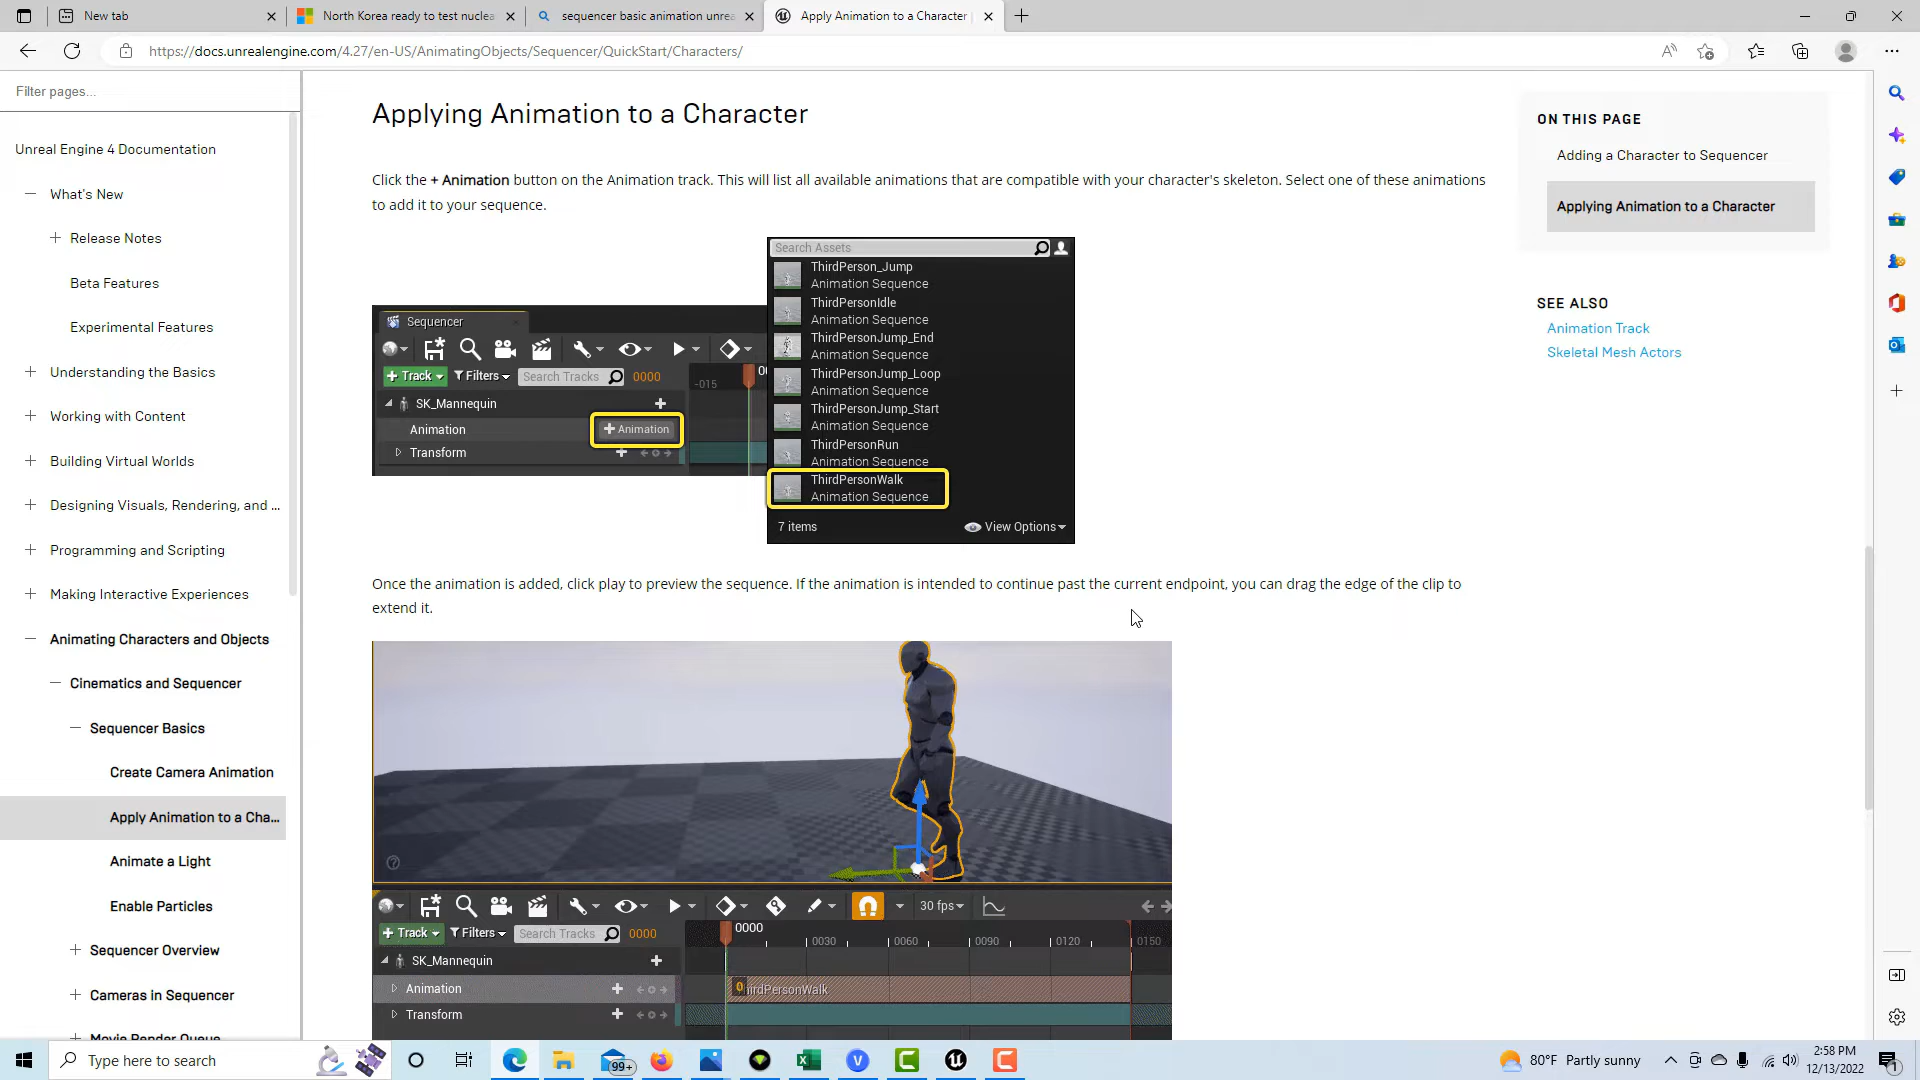 New tab
North Korea ready to test nuclea
sequencer basic animation unrea
Apply Animation to a Character
https://docs.unrealengine.com/4.27/en-US/AnimatingObjects/Sequencer/QuickStart/Characters/
Filter pages...
Unreal Engine 4 Documentation
What's New
Release Notes
Beta Features
Experimental Features
Understanding the Basics
Working with Content
Building Virtual Worlds
Designing Visuals, Rendering, and ...
Programming and Scripting
Making Interactive Experiences
Animating Characters and Objects
Cinematics and Sequencer
Sequencer Basics
Create Camera Animation
Apply Animation to a Cha...
Animate a Light
Enable Particles
Sequencer Overview
Cameras in Sequencer
Movie Render Queue
Applying Animation to a Character
Click the + Animation button on the Animation track. This will list all available animations that are compatible with your character's skeleton. Select one of these animations
to add it to your sequence.
Sequencer
+ Track
Filters
Search Tracks
0000
-015
SK_Mannequin
Animation
+ Animation
Transform
Search Assets
ThirdPerson_Jump
Animation Sequence
ThirdPersonIdle
Animation Sequence
ThirdPersonJump_End
Animation Sequence
ThirdPersonJump_Loop
Animation Sequence
ThirdPersonJump_Start
Animation Sequence
ThirdPersonRun
Animation Sequence
ThirdPersonWalk
Animation Sequence
7 items
View Options
Once the animation is added, click play to preview the sequence. If the animation is intended to continue past the current endpoint, you can drag the edge of the clip to
extend it.
30 fps
+ Track
Filters
Search Tracks
0000
0000
0030
0060
0090
0120
0150
SK_Mannequin
Animation
0
hirdPersonWalk
Transform
ON THIS PAGE
Adding a Character to Sequencer
Applying Animation to a Character
SEE ALSO
Animation Track
Skeletal Mesh Actors
Type here to search
99+
80°F Partly sunny
2:58 PM
12/13/2022
1